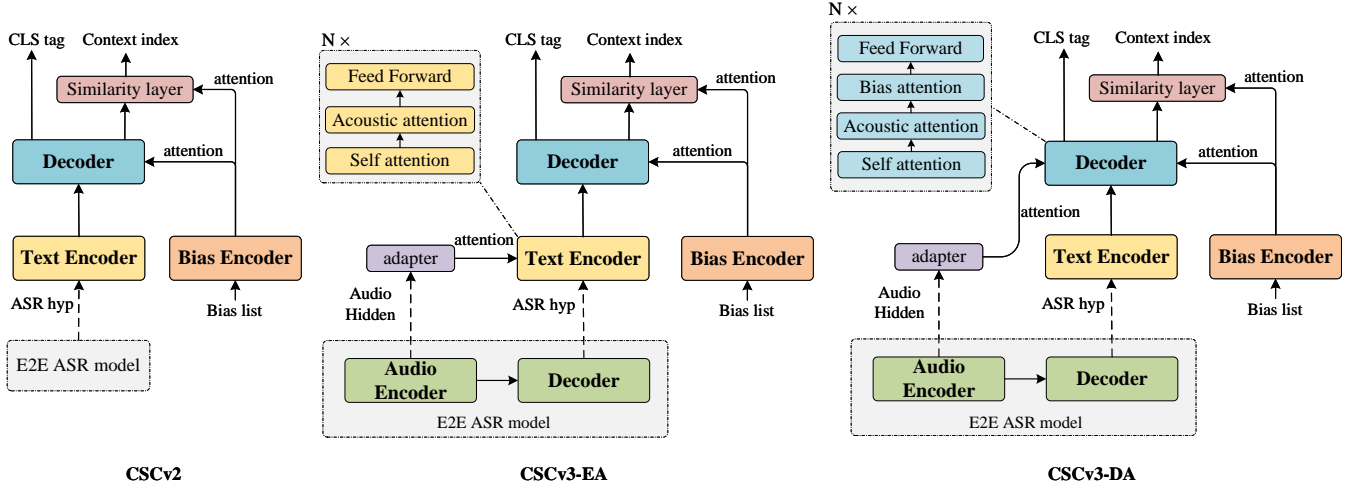 CLS tag
Context index
Similarity layer
attention
Decoder
attention
Text Encoder
Bias Encoder
ASR hyp
Bias list
E2E ASR model
CSCv2
N ×
Feed Forward
Acoustic attention
Self attention
CLS tag
Context index
Similarity layer
attention
Decoder
attention
attention
adapter
Text Encoder
Bias Encoder
Audio
Hidden
ASR hyp
Bias list
Audio
Encoder
Decoder
E2E ASR model
CSCv3-EA
N ×
Feed Forward
Bias attention
Acoustic attention
Self attention
CLS tag
Context index
Similarity layer
attention
Decoder
attention
attention
adapter
Text Encoder
Bias Encoder
Audio
Hidden
ASR hyp
Bias list
Audio
Encoder
Decoder
E2E ASR model
CSCv3-DA